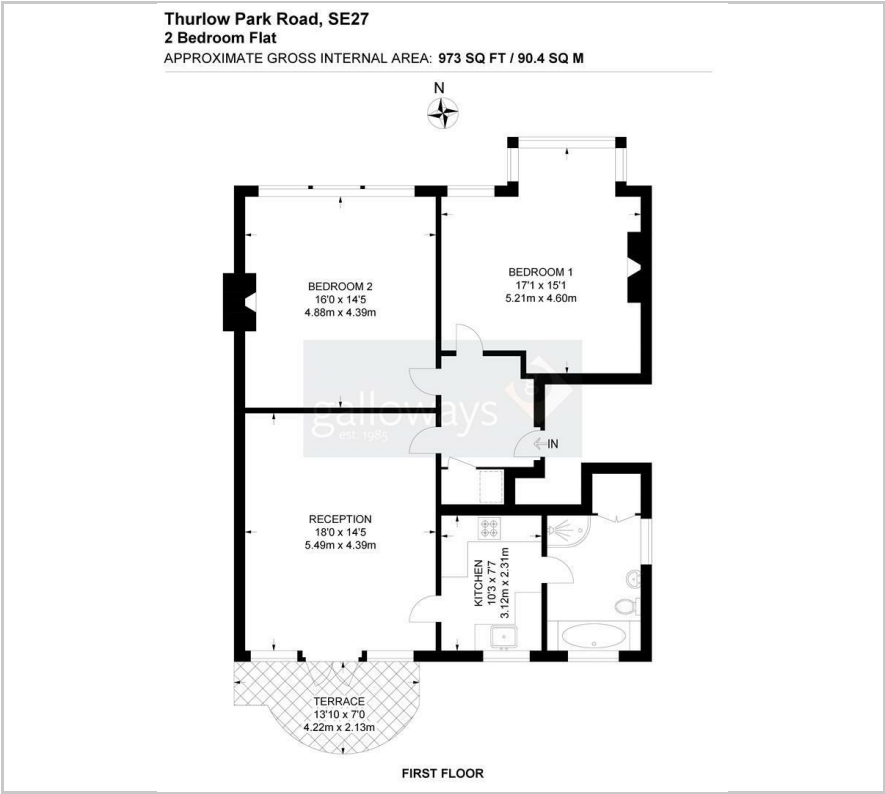 Thurlow Park Road, SE27
2 Bedroom Flat
APPROXIMATE GROSS INTERNAL AREA: 973 SQ FT / 90.4 SQ M
N
BEDROOM 2
16'0 x 14'5
4.88m x 4.39m
BEDROOM 1
17'1 x 15'1
5.21m x 4.60m
galloways
est. 1985
g
IN
RECEPTION
18'0 x 14'5
5.49m x 4.39m
KITCHEN
10'3 x 7'7
3.12m x 2.31m
TERRACE
13'10 x 7'0
4.22m x 2.13m
FIRST FLOOR